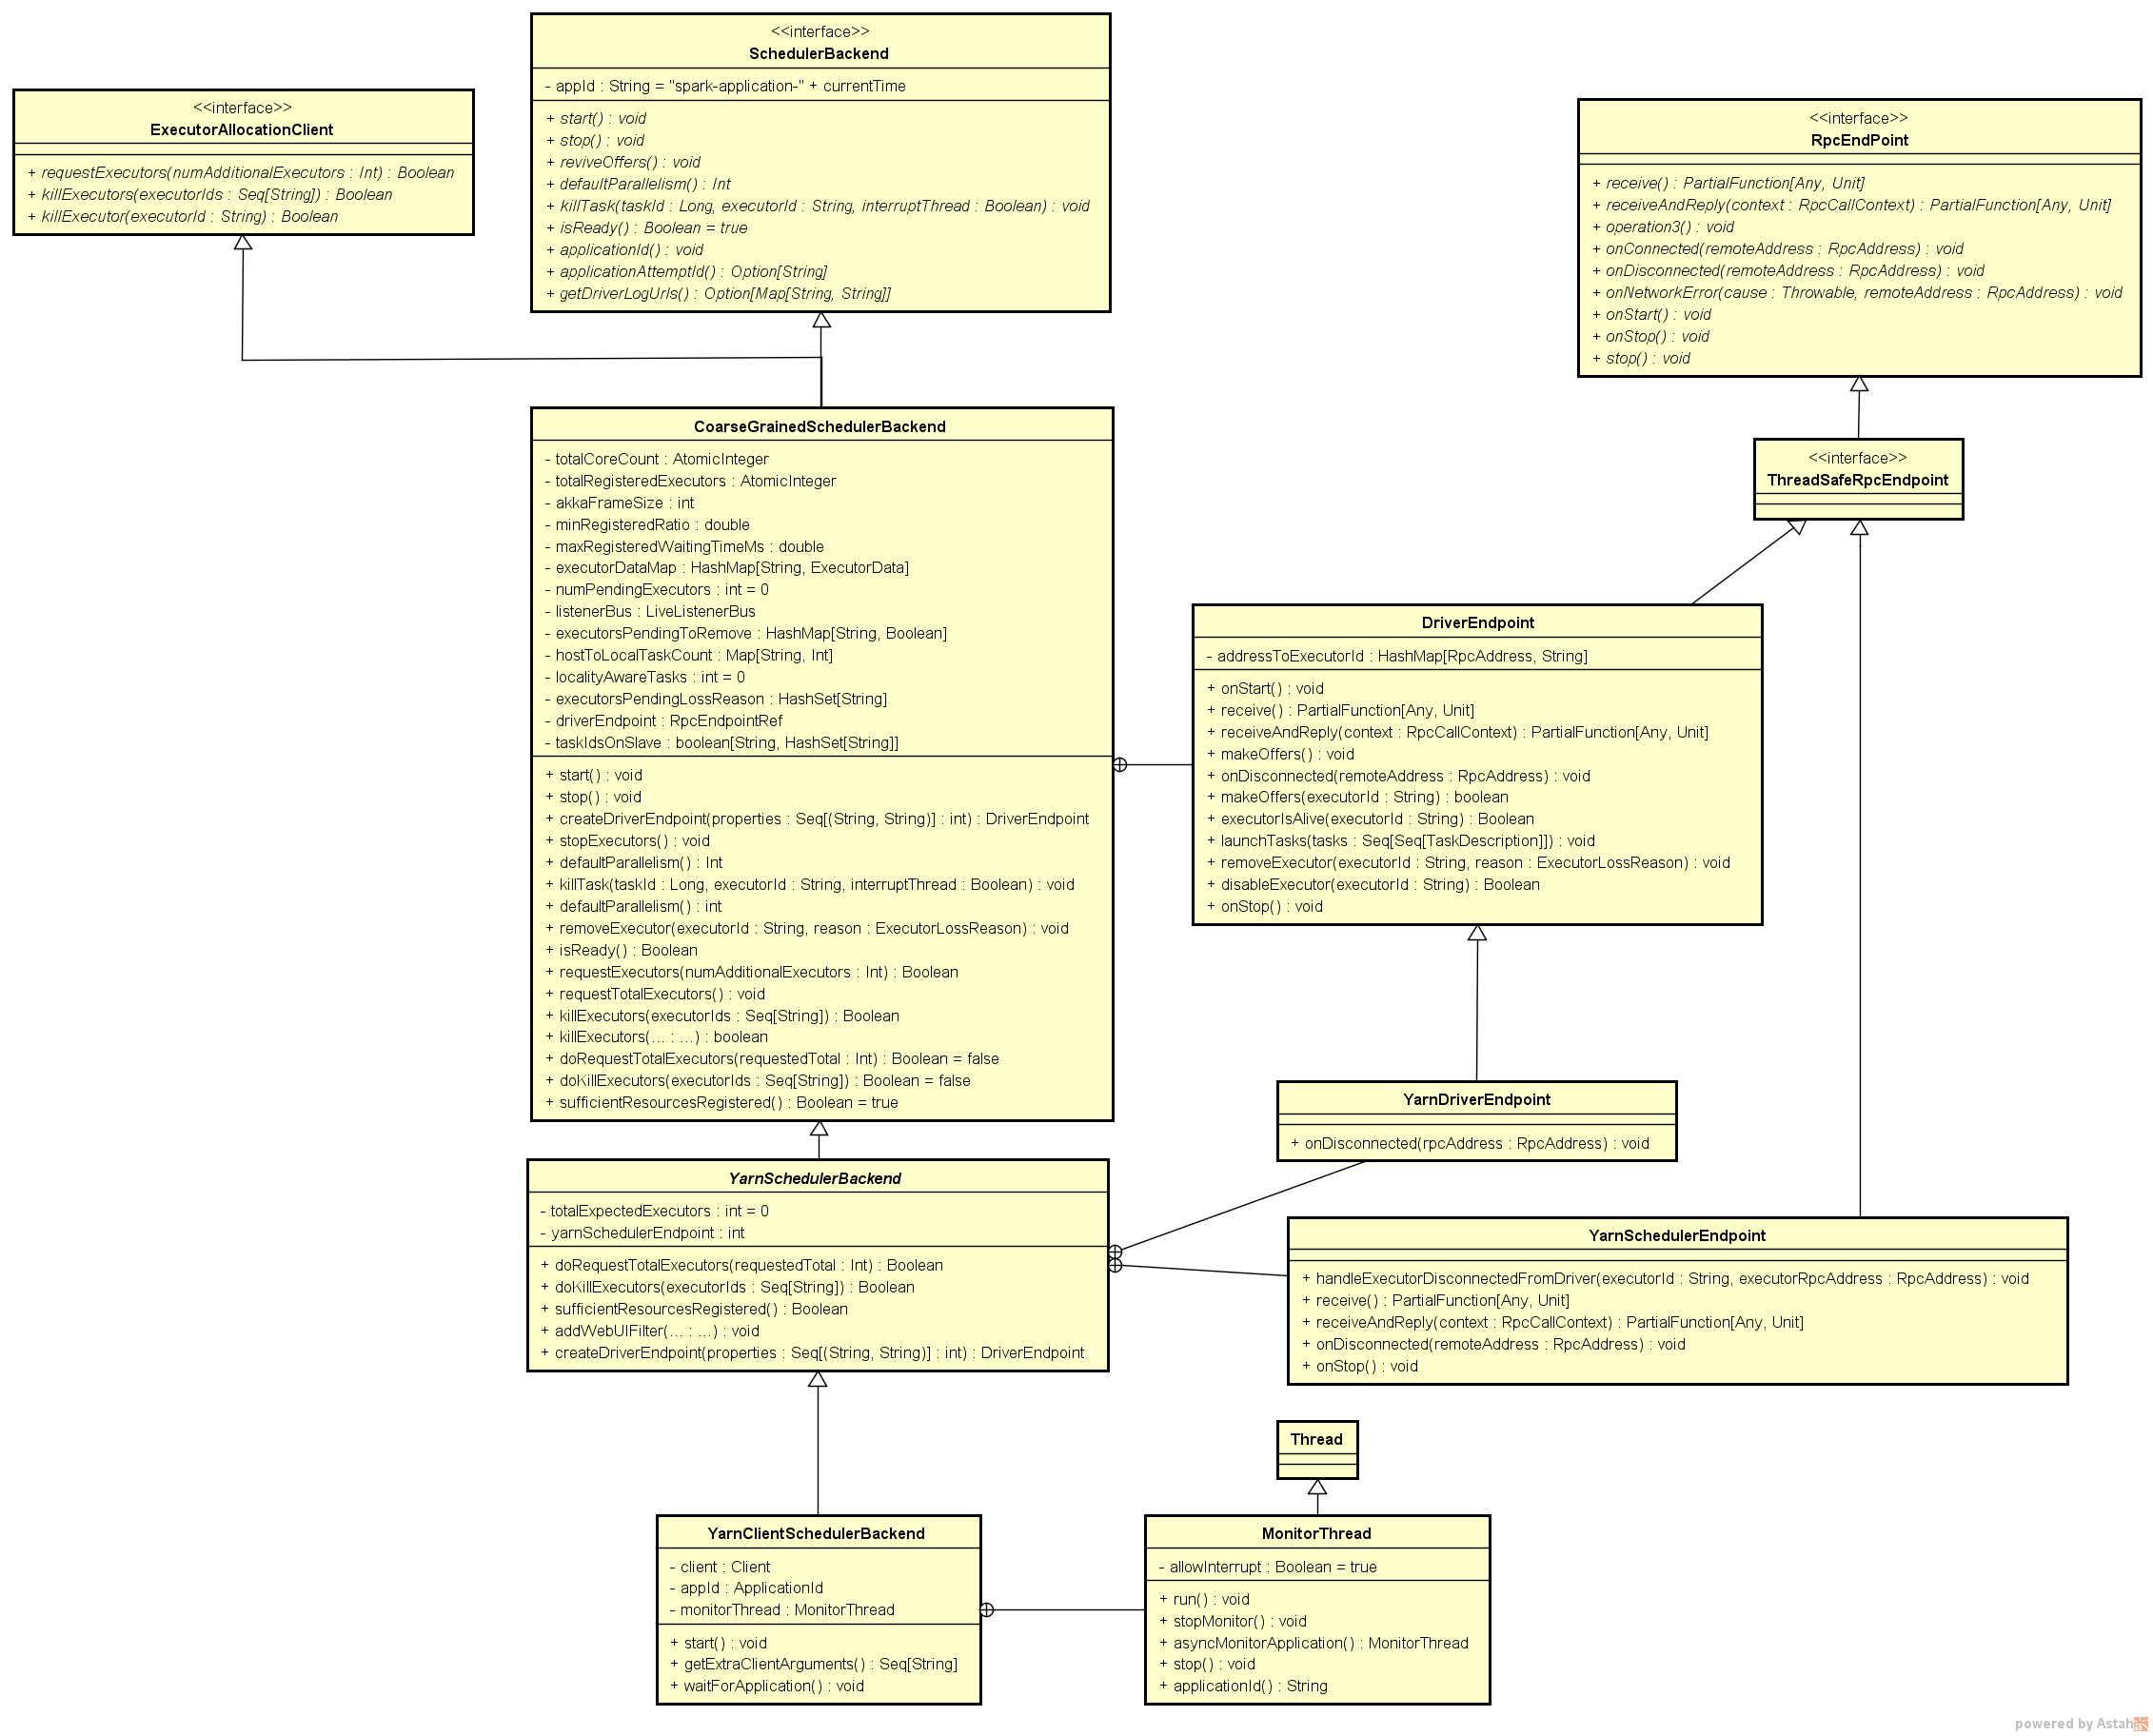 <<interface>>
SchedulerBackend
- appId : String = "spark-application-" + currentTime
+ start() : void
+ stop() : void
+ reviveOffers() : void
+ defaultParallelism() : Int
+ killTask(taskId : Long, executorId : String, interruptThread : Boolean) : void
+ isReady() : Boolean = true
+ applicationId() : void
+ applicationAttemptId() : Option[String]
+ getDriverLogUrls() : Option[Map[String, String]]
<<interface>>
ExecutorAllocationClient
+ requestExecutors(numAdditionalExecutors : Int) : Boolean
+ killExecutors(executorIds : Seq[String]) : Boolean
+ killExecutor(executorId : String) : Boolean
<<interface>>
RpcEndPoint
+ receive() : PartialFunction[Any, Unit]
+ receiveAndReply(context : RpcCallContext) : PartialFunction[Any, Unit]
+ operation3() : void
+ onConnected(remoteAddress : RpcAddress) : void
+ onDisconnected(remoteAddress : RpcAddress) : void
+ onNetworkError(cause : Throwable, remoteAddress : RpcAddress) : void
+ onStart() : void
+ onStop() : void
+ stop() : void
CoarseGrainedSchedulerBackend
- totalCoreCount : AtomicInteger
- totalRegisteredExecutors : AtomicInteger
- akkaFrameSize : int
- minRegisteredRatio : double
- maxRegisteredWaitingTimeMs : double
- executorDataMap : HashMap[String, ExecutorData]
- numPendingExecutors : int = 0
- listenerBus : LiveListenerBus
- executorsPendingToRemove : HashMap[String, Boolean]
- hostToLocalTaskCount : Map[String, Int]
- localityAwareTasks : int = 0
- executorsPendingLossReason : HashSet[String]
- driverEndpoint : RpcEndpointRef
- taskIdsOnSlave : boolean[String, HashSet[String]]
+ start() : void
+ stop() : void
+ createDriverEndpoint(properties : Seq[(String, String)] : int) : DriverEndpoint
+ stopExecutors() : void
+ defaultParallelism() : Int
+ killTask(taskId : Long, executorId : String, interruptThread : Boolean) : void
+ defaultParallelism() : int
+ removeExecutor(executorId : String, reason : ExecutorLossReason) : void
+ isReady() : Boolean
+ requestExecutors(numAdditionalExecutors : Int) : Boolean
+ requestTotalExecutors() : void
+ killExecutors(executorIds : Seq[String]) : Boolean
+ killExecutors(... : ...) : boolean
+ doRequestTotalExecutors(requestedTotal : Int) : Boolean = false
+ doKillExecutors(executorIds : Seq[String]) : Boolean = false
+ sufficientResourcesRegistered() : Boolean = true
<<interface>>
ThreadSafeRpcEndpoint
DriverEndpoint
- addressToExecutorId : HashMap[RpcAddress, String]
+ onStart() : void
+ receive() : PartialFunction[Any, Unit]
+ receiveAndReply(context : RpcCallContext) : PartialFunction[Any, Unit]
+ makeOffers() : void
+ onDisconnected(remoteAddress : RpcAddress) : void
+ makeOffers(executorId : String) : boolean
+ executorIsAlive(executorId : String) : Boolean
+ launchTasks(tasks : Seq[Seq[TaskDescription]]) : void
+ removeExecutor(executorId : String, reason : ExecutorLossReason) : void
+ disableExecutor(executorId : String) : Boolean
+ onStop() : void
YarnDriverEndpoint
+ onDisconnected(rpcAddress : RpcAddress) : void
YarnSchedulerBackend
- totalExpectedExecutors : int = 0
- yarnSchedulerEndpoint : int
+ doRequestTotalExecutors(requestedTotal : Int) : Boolean
+ doKillExecutors(executorIds : Seq[String]) : Boolean
+ sufficientResourcesRegistered() : Boolean
+ addWebUIFilter(... : ...) : void
+ createDriverEndpoint(properties : Seq[(String, String)] : int) : DriverEndpoint
YarnSchedulerEndpoint
+ handleExecutorDisconnectedFromDriver(executorId : String, executorRpcAddress : RpcAddress) : void
+ receive() : PartialFunction[Any, Unit]
+ receiveAndReply(context : RpcCallContext) : PartialFunction[Any, Unit]
+ onDisconnected(remoteAddress : RpcAddress) : void
+ onStop() : void
Thread
YarnClientSchedulerBackend
- client : Client
- appId : ApplicationId
- monitorThread : MonitorThread
+ start() : void
+ getExtraClientArguments() : Seq[String]
+ waitForApplication() : void
MonitorThread
- allowInterrupt : Boolean = true
+ run() : void
+ stopMonitor() : void
+ asyncMonitorApplication() : MonitorThread
+ stop() : void
+ applicationId() : String
powered by Astah